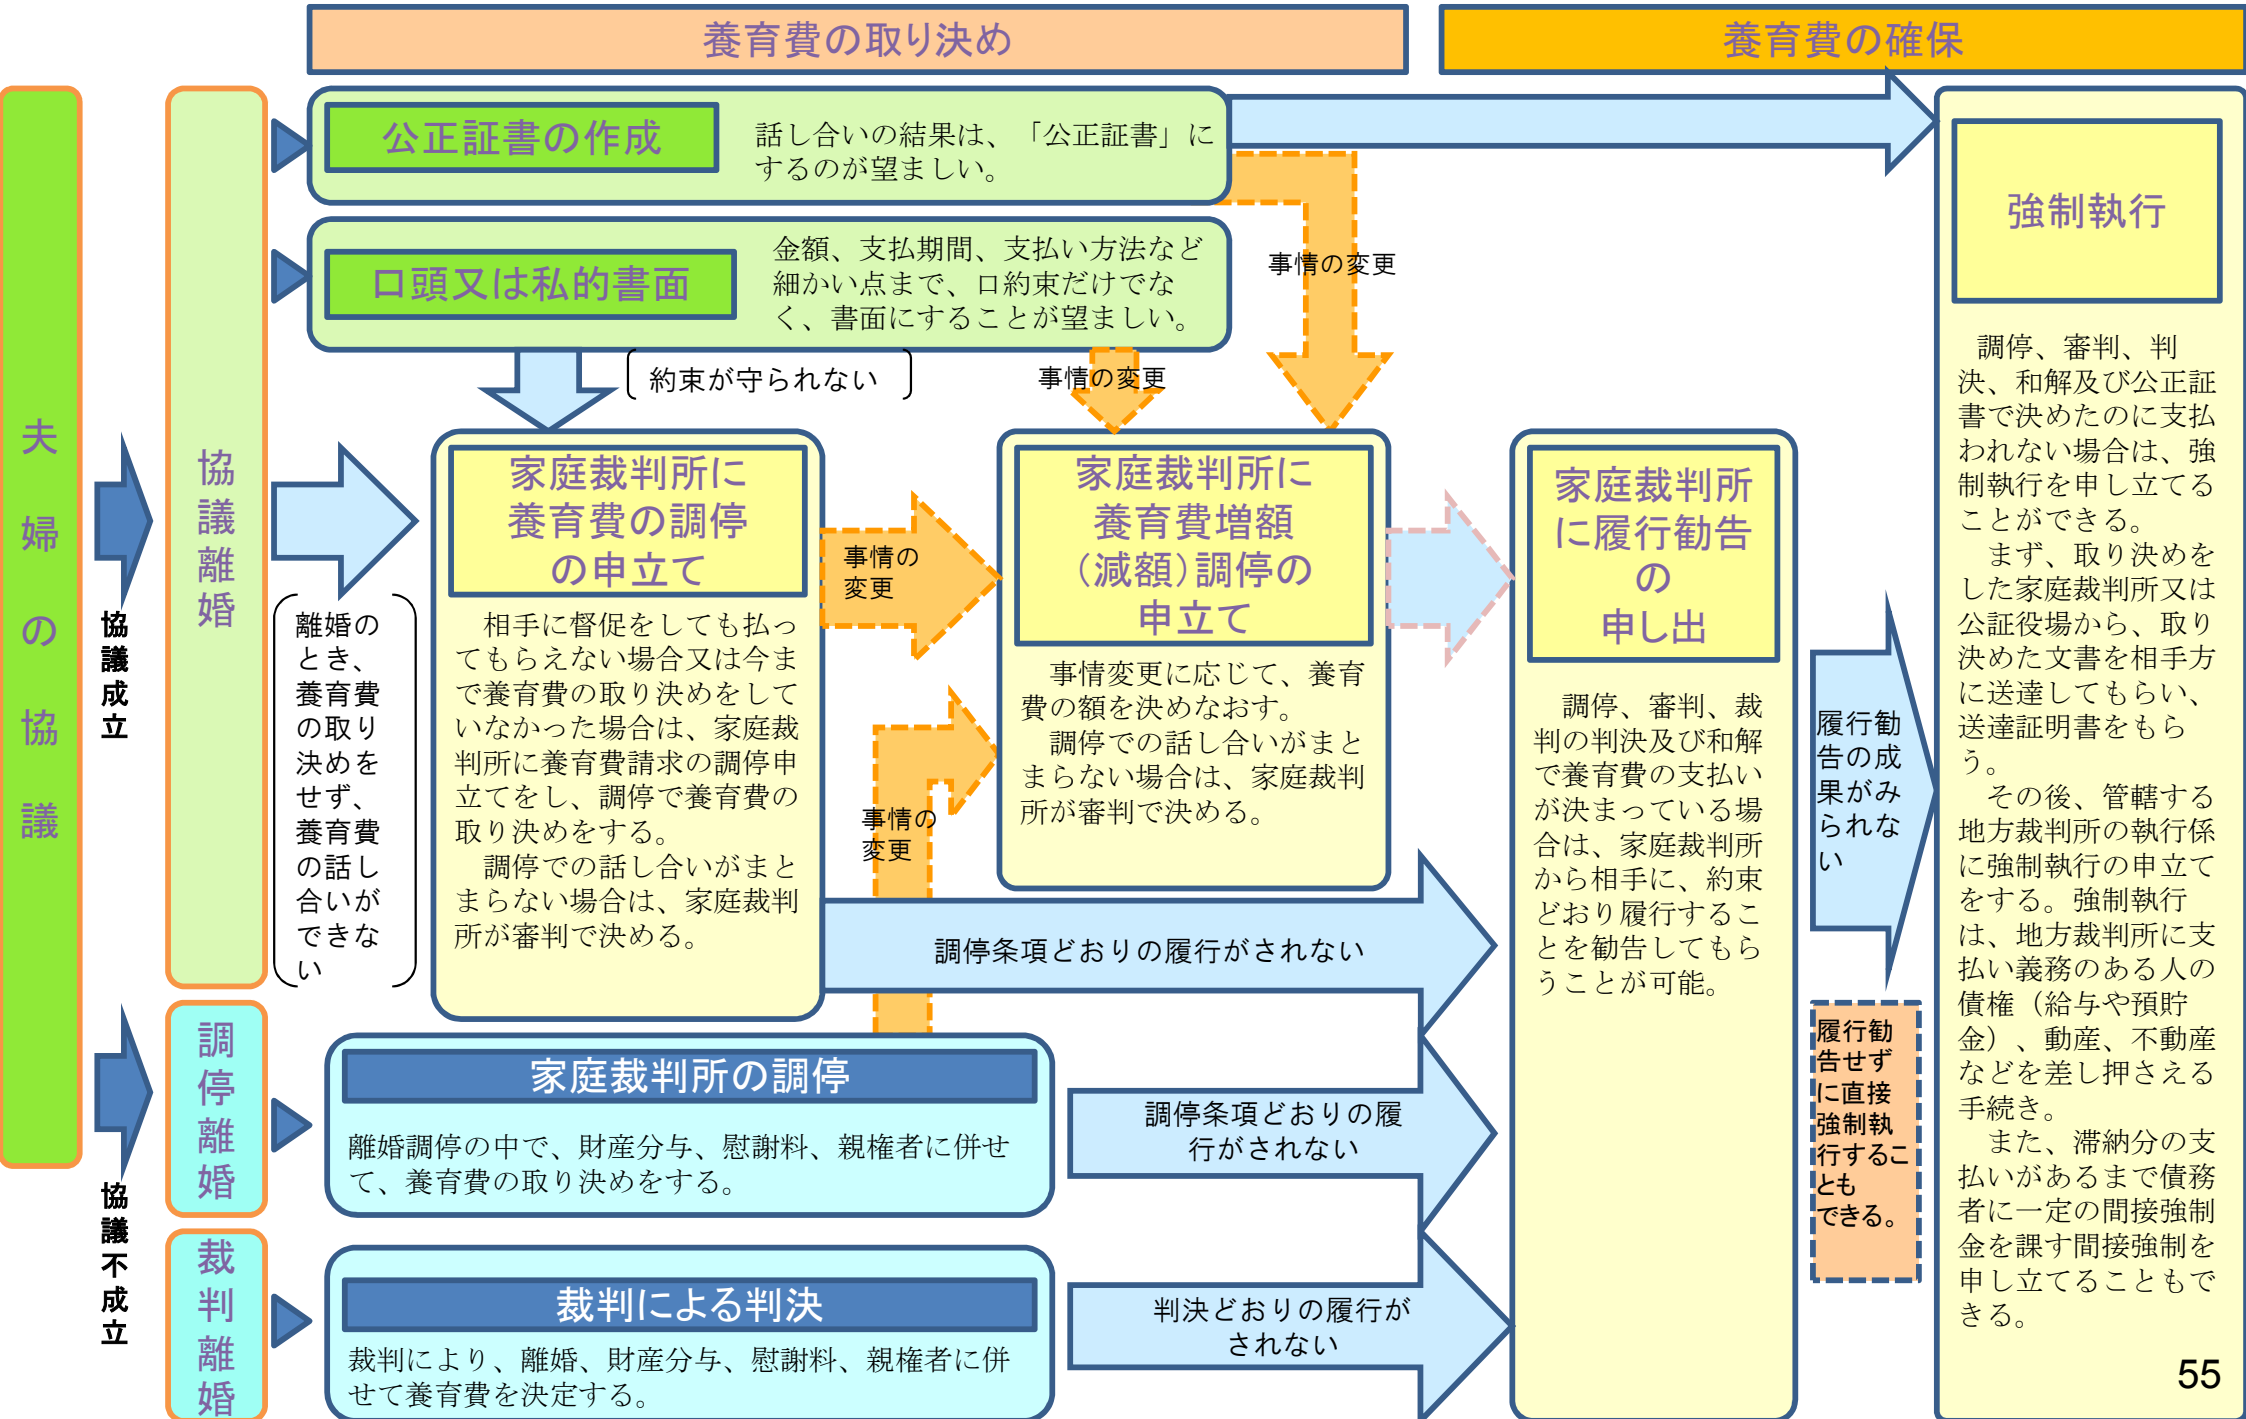 養育費の取り決め
養育費の確保
夫婦の協議
協議成立
協議不成立
協議離婚
調停離婚
裁判離婚
公正証書の作成
話し合いの結果は、「公正証書」に
するのが望ましい。
口頭又は私的書面
金額、支払期間、支払い方法など
細かい点まで、口約束だけでな
く、書面にすることが望ましい。
約束が守られない
事情の変更
事情の変更
離婚の
とき、
養育費
の取り
決めを
せず、
養育費
の話し
合いが
できな
い
家庭裁判所に
養育費の調停
の申立て
相手に督促をしても払っ
てもらえない場合又は今ま
で養育費の取り決めをして
いなかった場合は、家庭裁
判所に養育費請求の調停申
立てをし、調停で養育費の
取り決めをする。
調停での話し合いがまと
まらない場合は、家庭裁判
所が審判で決める。
事情の
変更
事情の
変更
家庭裁判所に
養育費増額
（減額）調停の
申立て
事情変更に応じて、養育
費の額を決めなおす。
調停での話し合いがまと
まらない場合は、家庭裁判
所が審判で決める。
調停条項どおりの履行がされない
家庭裁判所の調停
離婚調停の中で、財産分与、慰謝料、親権者に併せ
て、養育費の取り決めをする。
調停条項どおりの履
行がされない
裁判による判決
裁判により、離婚、財産分与、慰謝料、親権者に併
せて養育費を決定する。
判決どおりの履行が
されない
家庭裁判所
に履行勧告
の
申し出
調停、審判、裁
判の判決及び和解
で養育費の支払い
が決まっている場
合は、家庭裁判所
から相手に、約束
どおり履行するこ
とを勧告してもら
うことが可能。
履行勧
告の成
果がみ
られな
い
履行勧
告せず
に直接
強制執
行するこ
とも
できる。
強制執行
調停、審判、判
決、和解及び公正証
書で決めたのに支払
われない場合は、強
制執行を申し立てる
ことができる。
まず、取り決めを
した家庭裁判所又は
公証役場から、取り
決めた文書を相手方
に送達してもらい、
送達証明書をもら
う。
その後、管轄する
地方裁判所の執行係
に強制執行の申立て
をする。強制執行
は、地方裁判所に支
払い義務のある人の
債権（給与や預貯
金）、動産、不動産
などを差し押さえる
手続き。
また、滞納分の支
払いがあるまで債務
者に一定の間接強制
金を課す間接強制を
申し立てることもで
きる。
55